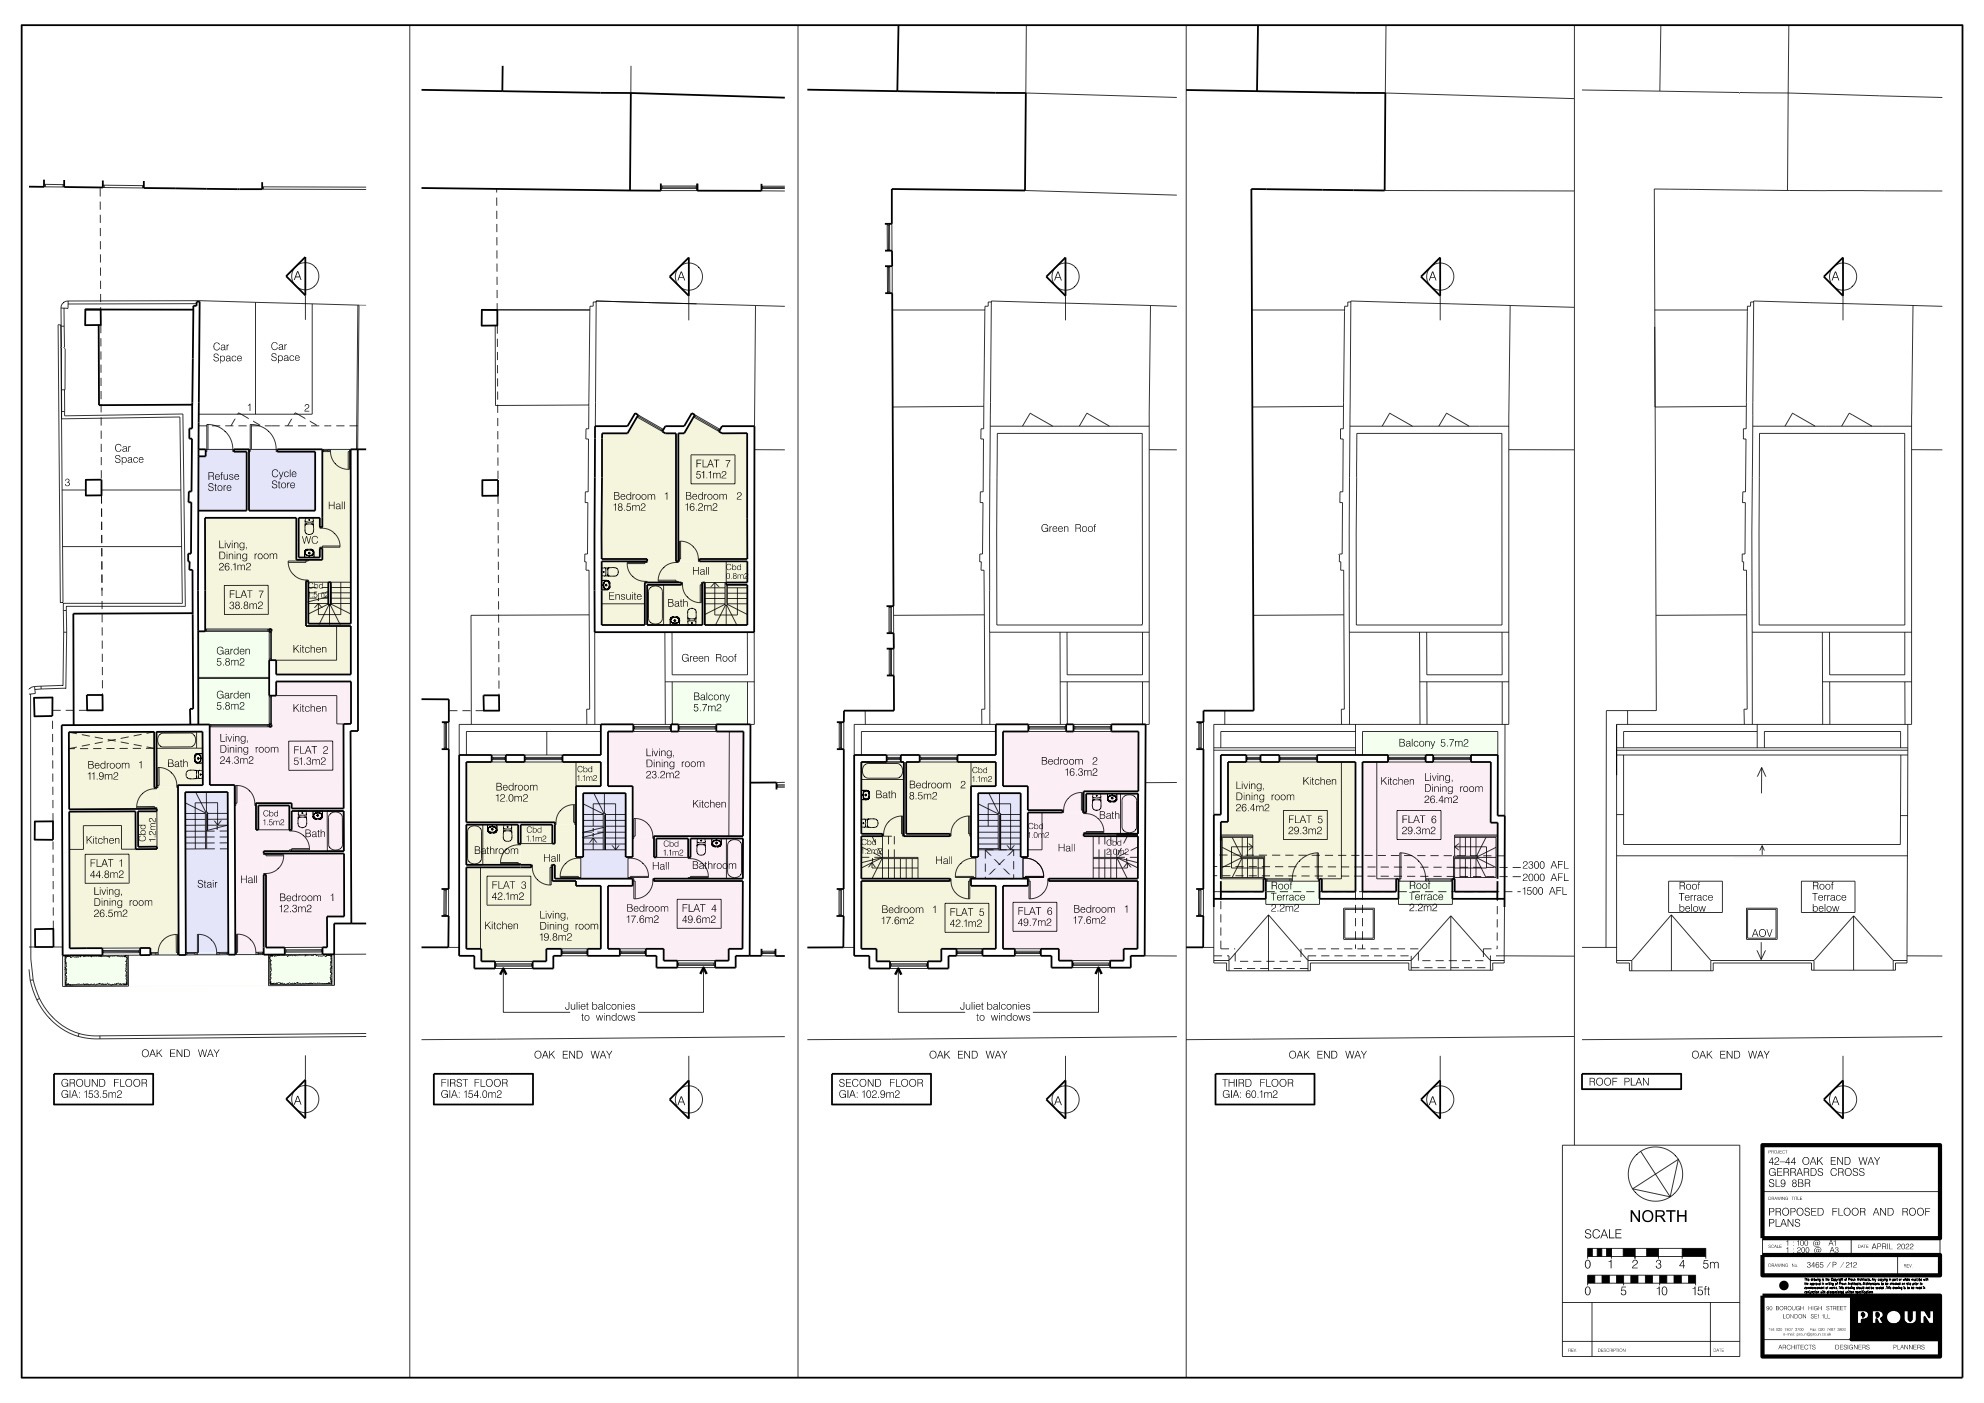 A
Car
Space
Car
Space
1
2
Car
Space
3
Refuse
Store
Cycle
Store
Hall
WC
Living,
Dining room
26.1m2
Cbd
FLAT 7
38.8m2
Kitchen
Garden
5.8m2
Garden
5.8m2
Kitchen
Living,
Dining room
24.3m2
FLAT 2
51.3m2
Bedroom 1
11.9m2
Bath
Cbd
1.5m2
Bath
Cbd
1.2m2
Kitchen
FLAT 1
44.8m2
Living,
Dining room
26.5m2
Stair
Hall
Bedroom 1
12.3m2
OAK END WAY
GROUND FLOOR
GIA: 153.5m2
A
A
FLAT 7
51.1m2
Bedroom 1
18.5m2
Bedroom 2
16.2m2
Hall
Cbd
0.8m2
Ensuite
Bath
Green Roof
Balcony
5.7m2
Living,
Dining room
23.2m2
Cbd
1.1m2
Bedroom
12.0m2
Kitchen
Cbd
1.1m2
Bathroom
Hall
Cbd
1.1m2
Hall
Bathroom
FLAT 3
42.1m2
Kitchen
Living,
Dining room
19.8m2
Bedroom
17.6m2
FLAT 4
49.6m2
Juliet balconies
to windows
OAK END WAY
FIRST FLOOR
GIA: 154.0m2
A
A
Green Roof
Bedroom 2
16.3m2
Cbd
1.1m2
Bedroom 2
8.5m2
Bath
Bath
Cbd
1.0m2
Cbd
Hall
Hall
Cbd
2.0m2
Bedroom 1
17.6m2
FLAT 5
42.1m2
FLAT 6
49.7m2
Bedroom 1
17.6m2
Juliet balconies
to windows
OAK END WAY
SECOND FLOOR
GIA: 102.9m2
A
A
Balcony 5.7m2
Living,
Dining room
26.4m2
Kitchen
Kitchen
Living,
Dining room
26.4m2
FLAT 5
29.3m2
FLAT 6
29.3m2
2300 AFL
2000 AFL
1500 AFL
Roof
Terrace
2.2m2
Roof
Terrace
2.2m2
OAK END WAY
THIRD FLOOR
GIA: 60.1m2
A
A
Roof
Terrace
below
Roof
Terrace
below
AOV
OAK END WAY
ROOF PLAN
A
NORTH
SCALE
0 1 2 3 4 5m
0 5 10 15ft
REV. DESCRIPTION DATE
PROJECT
42-44 OAK END WAY
GERRARDS CROSS
SL9 8BR
DRAWING TITLE
PROPOSED FLOOR AND ROOF
PLANS
SCALE 1 : 100 @ A1
1 : 200 @ A3
DATE APRIL 2022
DRAWING No. 3465 / P / 212 REV.
90 BOROUGH HIGH STREET
LONDON SE1 1LL
PROUN
ARCHITECTS DESIGNERS PLANNERS